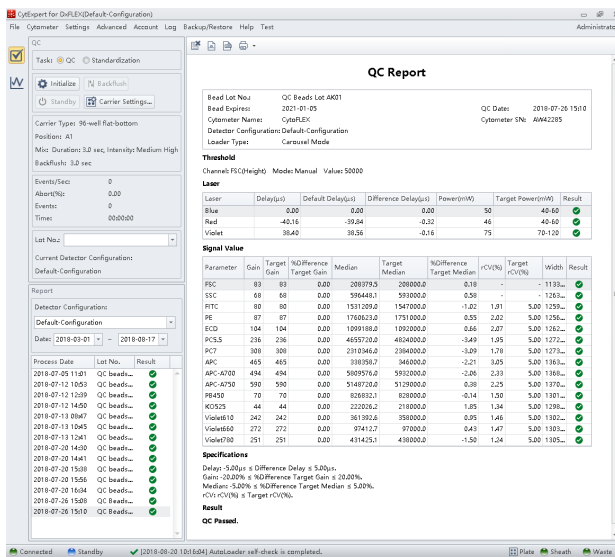 CytExpert for DxFLEX(Default-Configuration)
File Cytometer Settings Advanced Account Log Backup/Restore Help Test Administrato
QC
Task: QC Standardization
Initialize Backflush
Standby Carrier Settings...
Carrier Type: 96-well flat-bottom
Position: A1
Mix: Duration: 3.0 sec, Intensity: Medium High
Backflush: 3.0 sec
Events/Sec: 0
Abort(%): 0.00
Events: 0
Time: 00:00:00
Lot No.:
Current Detector Configuration:
Default-Configuration
Report
Detector Configuration:
Default-Configuration
Date: 2018-03-01 - 2018-08-17
Process Date Lot No. Result
2018-07-05 11:01 QC beads...
2018-07-12 10:53 QC beads...
2018-07-12 12:39 QC beads...
2018-07-12 14:50 QC beads...
2018-07-13 08:47 QC beads...
2018-07-13 10:45 QC beads...
2018-07-13 12:41 QC beads...
2018-07-20 14:30 QC beads...
2018-07-20 14:41 QC beads...
2018-07-20 15:38 QC beads...
2018-07-20 15:56 QC beads...
2018-07-20 16:34 QC beads...
2018-07-26 15:08 QC Beads...
2018-07-26 15:10 QC Beads...
QC Report
Bead Lot No.: QC Beads Lot AK01
Bead Expires: 2021-01-05 QC Date: 2018-07-26 15:10
Cytometer Name: CytoFLEX Cytometer SN: AW42285
Detector Configuration: Default-Configuration
Loader Type: Carousel Mode
Threshold
Channel: FSC(Height) Mode: Manual Value: 50000
Laser
Laser Delay(µs) Default Delay(µs) Difference Delay(µs) Power(mW) Target Power(mW) Result
Blue 0.00 0.00 0.00 50 40-60
Red -40.16 -39.84 -0.32 46 40-60
Violet 38.40 38.56 -0.16 75 70-120
Signal Value
Parameter Gain Target Gain %Difference Target Gain Median Target Median %Difference Target Median rCV(%) Target rCV(%) Width Result
FSC 83 83 0.00 208379.5 208000.0 0.18 - - 1133...
SSC 68 68 0.00 596448.1 593000.0 0.58 - - 1263...
FITC 80 80 0.00 1531209.0 1547000.0 -1.02 1.91 5.00 1259...
PE 87 87 0.00 1760623.0 1751000.0 0.55 2.02 5.00 1256...
ECD 104 104 0.00 1099188.0 1092000.0 0.66 2.07 5.00 1262...
PC5.5 236 236 0.00 4655720.0 4824000.0 -3.49 1.95 5.00 1272...
PC7 308 308 0.00 2310346.0 2384000.0 -3.09 1.78 5.00 1273...
APC 465 465 0.00 338358.7 346000.0 -2.21 3.05 5.00 1363...
APC-A700 494 494 0.00 5809576.0 5932000.0 -2.06 2.33 5.00 1368...
APC-A750 590 590 0.00 5148720.0 5129000.0 0.38 2.25 5.00 1370...
PB450 70 70 0.00 826832.1 828000.0 -0.14 1.50 5.00 1301...
KO525 44 44 0.00 222026.2 218000.0 1.85 1.34 5.00 1298...
Violet610 242 242 0.00 361392.6 358000.0 0.95 1.46 5.00 1302...
Violet660 272 272 0.00 97412.7 97000.0 0.43 1.47 5.00 1303...
Violet780 251 251 0.00 431425.1 438000.0 -1.50 1.24 5.00 1305...
Specifications
Delay: -5.00µs ≤ Difference Delay ≤ 5.00µs.
Gain: -20.00% ≤ %Difference Target Gain ≤ 20.00%.
Median: -5.00% ≤ %Difference Target Median ≤ 5.00%.
rCV: rCV(%) ≤ Target rCV(%).
Result
QC Passed.
Connected Standby [2018-08-20 10:16:04] AutoLoader self-check is completed. Plate Sheath Waste